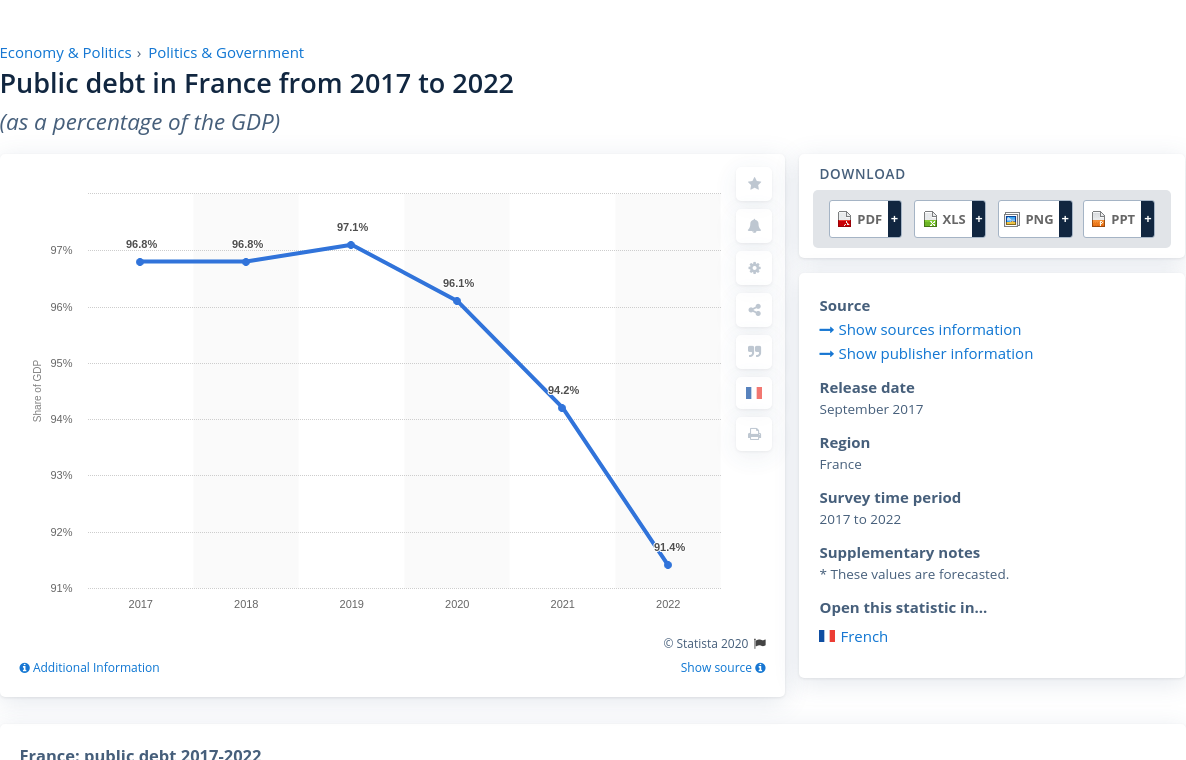 Economy & Politics › Politics & Government
Public debt in France from 2017 to 2022
(as a percentage of the GDP)
97%
96%
95%
94%
93%
92%
91%
Share of GDP
96.8%
96.8%
97.1%
96.1%
94.2%
91.4%
2017
2018
2019
2020
2021
2022
© Statista 2020
Additional Information
Show source
DOWNLOAD
PDF +
XLS +
PNG +
PPT +
Source
Show sources information
Show publisher information
Release date
September 2017
Region
France
Survey time period
2017 to 2022
Supplementary notes
* These values are forecasted.
Open this statistic in...
French
France: public debt 2017-2022